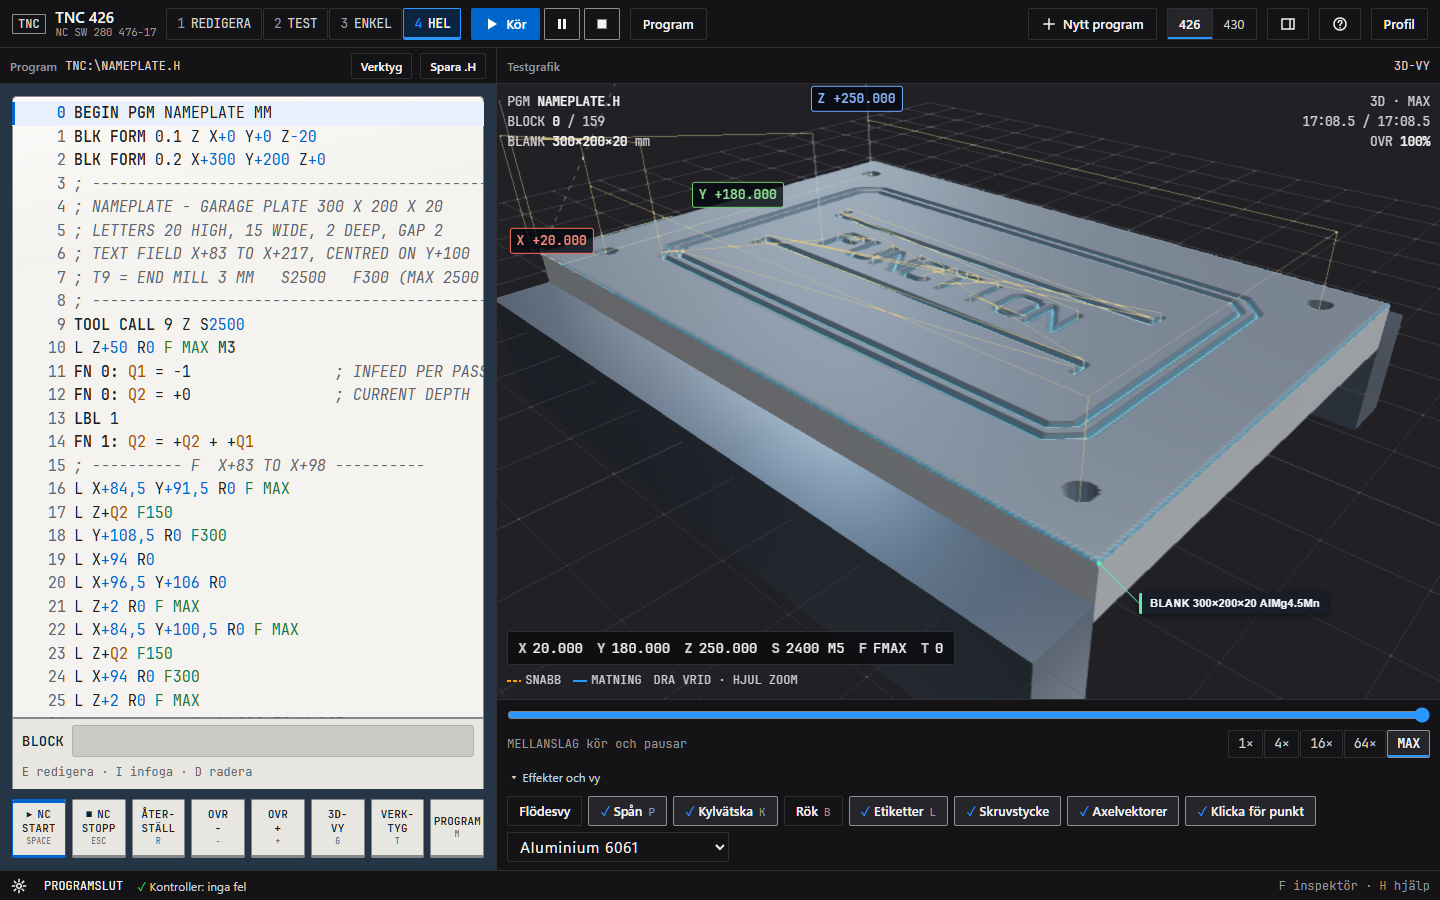 TNC
TNC 426
NC SW 280 476-17
1 REDIGERA
2 TEST
3 ENKEL
4 HEL
Kör
Program
Nytt program
426
430
Profil
Program TNC:\NAMEPLATE.H
Verktyg
Spara .H
Testgrafik
3D-VY
0 BEGIN PGM NAMEPLATE MM
1 BLK FORM 0.1 Z X+0 Y+0 Z-20
2 BLK FORM 0.2 X+300 Y+200 Z+0
3 ; --------------------------------------------
4 ; NAMEPLATE - GARAGE PLATE 300 X 200 X 20
5 ; LETTERS 20 HIGH, 15 WIDE, 2 DEEP, GAP 2
6 ; TEXT FIELD X+83 TO X+217, CENTRED ON Y+100
7 ; T9 = END MILL 3 MM S2500 F300 (MAX 2500
8 ; --------------------------------------------
9 TOOL CALL 9 Z S2500
10 L Z+50 R0 F MAX M3
11 FN 0: Q1 = -1 ; INFEED PER PASS
12 FN 0: Q2 = +0 ; CURRENT DEPTH
13 LBL 1
14 FN 1: Q2 = +Q2 + +Q1
15 ; ---------- F X+83 TO X+98 ----------
16 L X+84,5 Y+91,5 R0 F MAX
17 L Z+Q2 F150
18 L Y+108,5 R0 F300
19 L X+94 R0
20 L X+96,5 Y+106 R0
21 L Z+2 R0 F MAX
22 L X+84,5 Y+100,5 R0 F MAX
23 L Z+Q2 F150
24 L X+94 R0 F300
25 L Z+2 R0 F MAX
BLOCK
E redigera · I infoga · D radera
NC START SPACE
NC STOPP ESC
ÅTER-STÄLL R
OVR - -
OVR + +
3D-VY G
VERK-TYG T
PROGRAM M
PGM NAMEPLATE.H
BLOCK 0 / 159
BLANK 300×200×20 mm
3D · MAX
17:08.5 / 17:08.5
OVR 100%
Z +250.000
Y +180.000
X +20.000
BLANK 300×200×20 AlMg4.5Mn
X 20.000 Y 180.000 Z 250.000 S 2400 M5 F FMAX T 0
SNABB MATNING DRA VRID · HJUL ZOOM
MELLANSLAG kör och pausar
1×
4×
16×
64×
MAX
Effekter och vy
Flödesvy
✓ Spån P
✓ Kylvätska K
Rök B
✓ Etiketter L
✓ Skruvstycke
✓ Axelvektorer
✓ Klicka för punkt
Aluminium 6061
PROGRAMSLUT ✓ Kontroller: inga fel
F inspektör · H hjälp